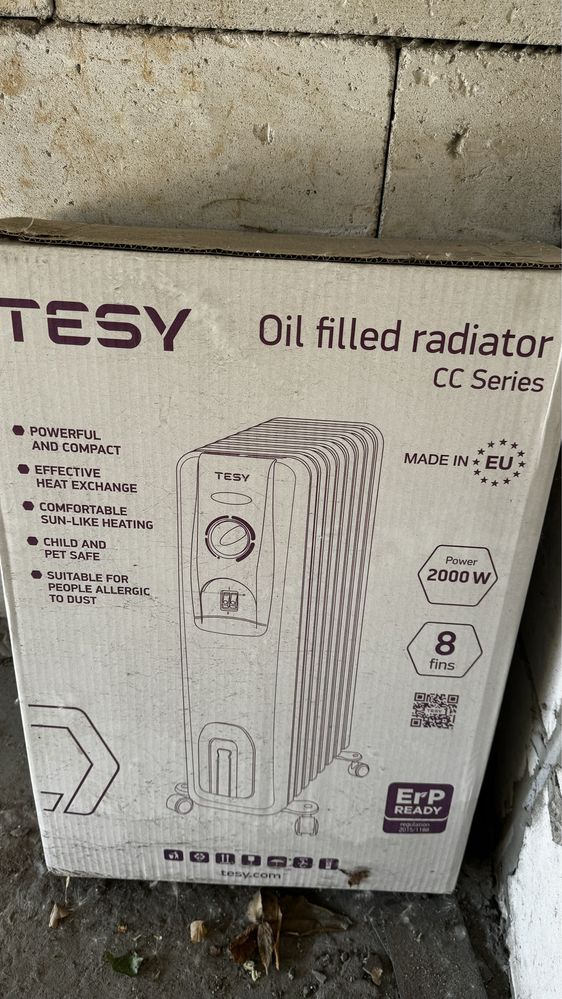 TESY
Oil filled radiator
CC Series
POWERFUL
AND COMPACT
EFFECTIVE
HEAT EXCHANGE
COMFORTABLE
SUN-LIKE HEATING
CHILD AND
PET SAFE
SUITABLE FOR
PEOPLE ALLERGIC
TO DUST
MADE IN EU
TESY
Power
2000 W
8
fins
TESY
ErP
READY
regulation
2015/1188
tesy.com